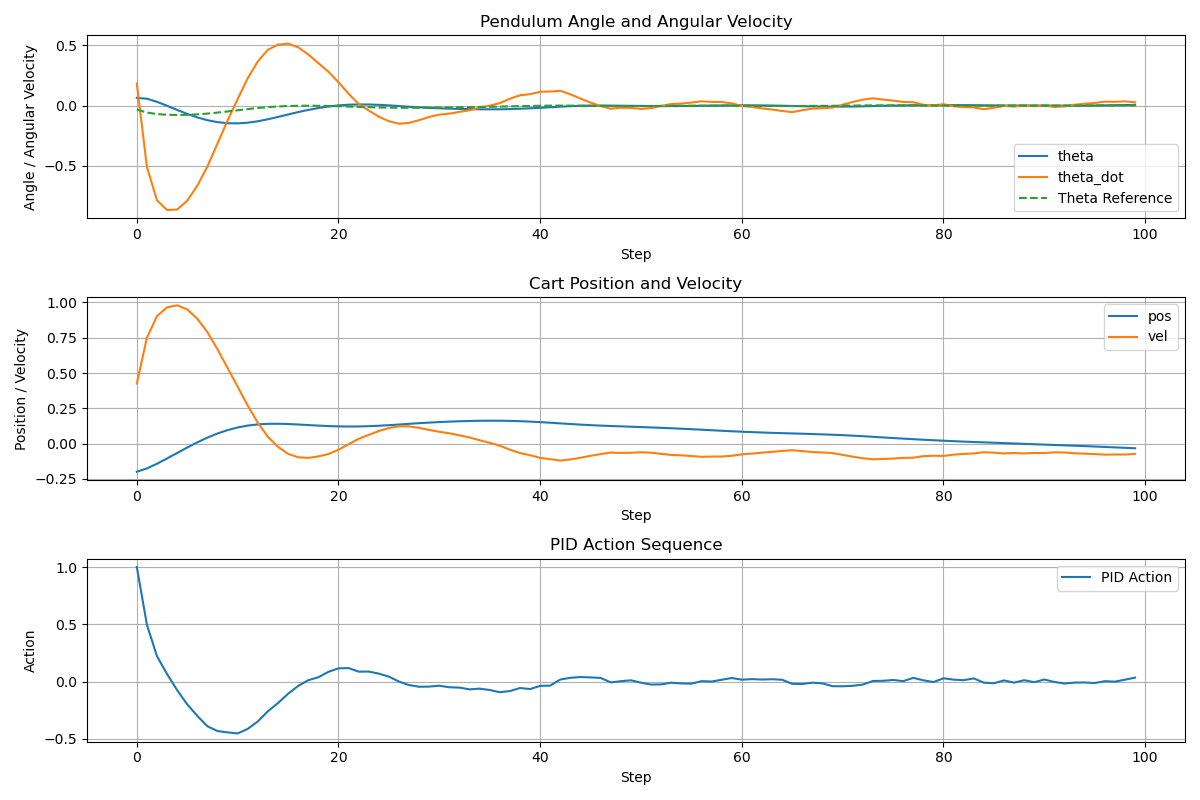 Pendulum Angle and Angular Velocity
Angle / Angular Velocity
0.5
0.0
−0.5
theta
theta_dot
Theta Reference
0 20 40 60 80 100
Step
Cart Position and Velocity
Position / Velocity
1.00
0.75
0.50
0.25
0.00
−0.25
pos
vel
0 20 40 60 80 100
Step
PID Action Sequence
Action
1.0
0.5
0.0
−0.5
PID Action
0 20 40 60 80 100
Step